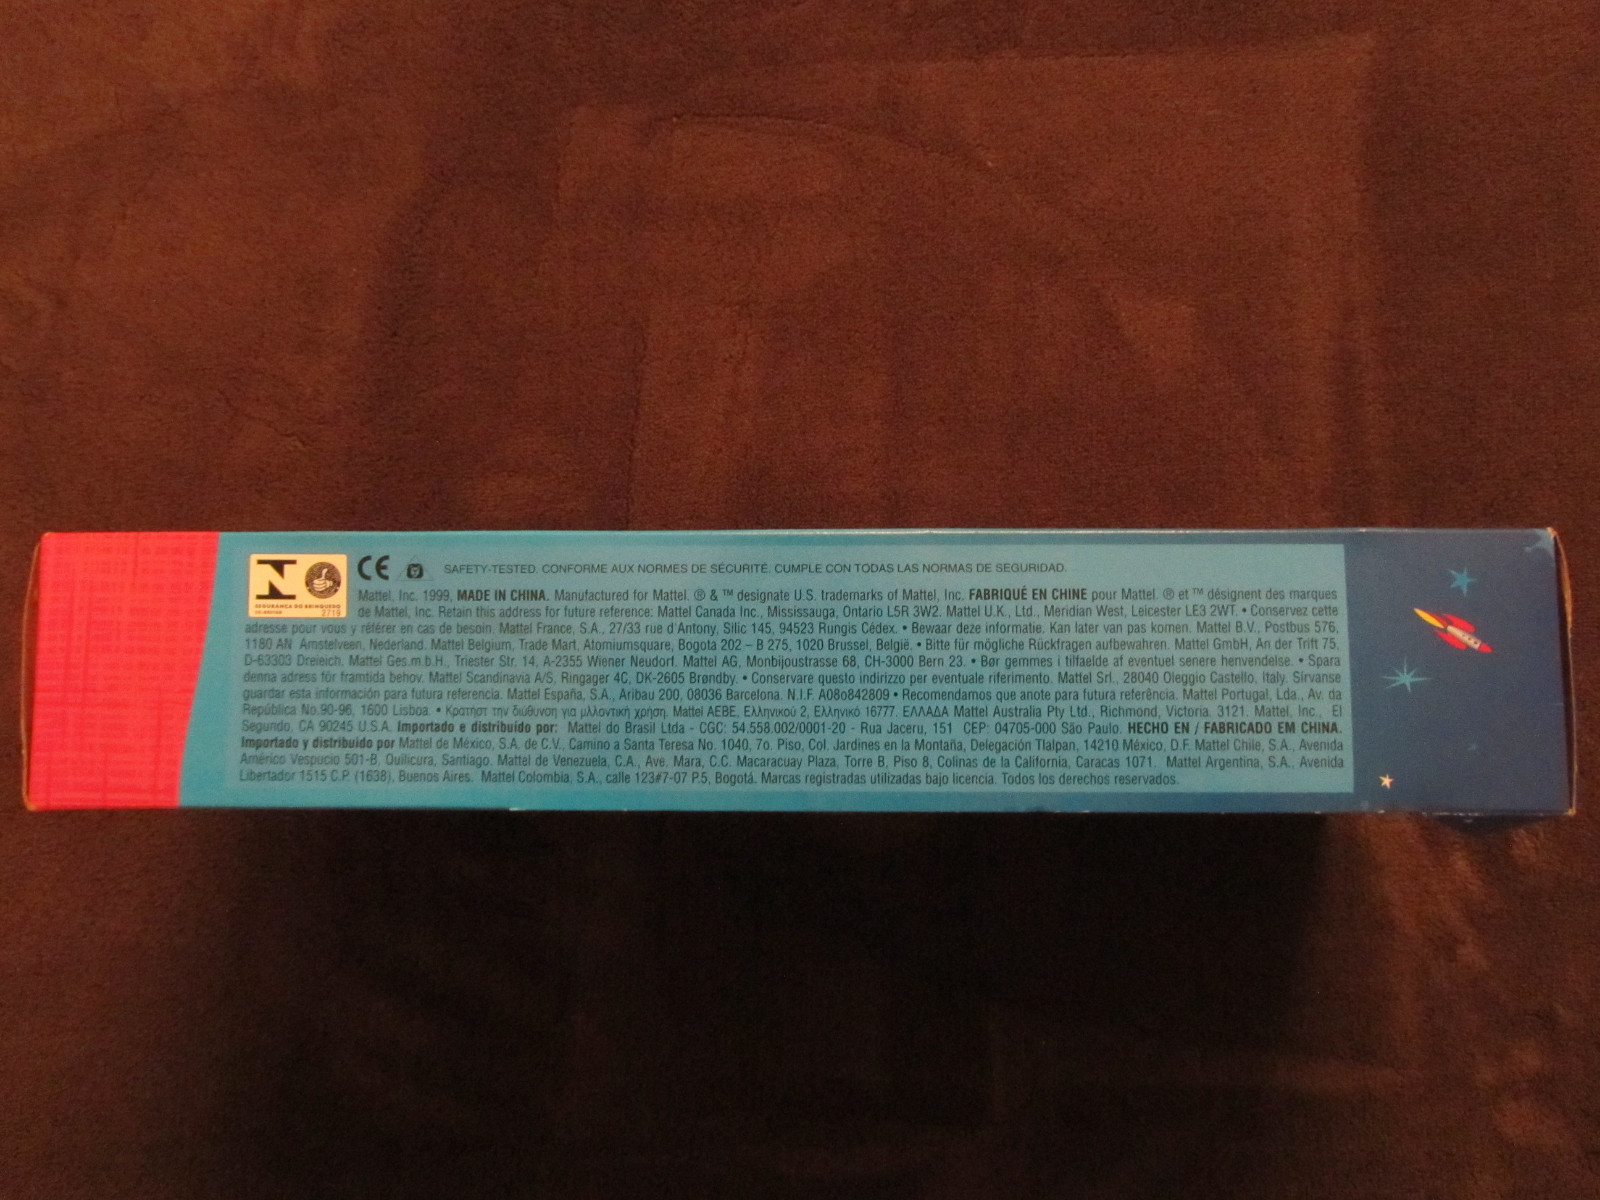 N
SEGURANÇA DO BRINQUEDO
2719
CE
SAFETY-TESTED. CONFORME AUX NORMES DE SÉCURITÉ. CUMPLE CON TODAS LAS NORMAS DE SEGURIDAD.
Mattel, Inc. 1999, MADE IN CHINA. Manufactured for Mattel. ® & ™ designate U.S. trademarks of Mattel, Inc. FABRIQUÉ EN CHINE pour Mattel. ® et ™ désignent des marques
de Mattel, Inc. Retain this address for future reference: Mattel Canada Inc., Mississauga, Ontario L5R 3W2. Mattel U.K., Ltd., Meridian West, Leicester LE3 2WT. • Conservez cette
adresse pour vous y référer en cas de besoin. Mattel France, S.A., 27/33 rue d'Antony, Silic 145, 94523 Rungis Cédex. • Bewaar deze informatie. Kan later van pas komen. Mattel B.V., Postbus 576,
1180 AN Amstelveen, Nederland. Mattel Belgium, Trade Mart. Atomiumsquare, Bogota 202 – B 275, 1020 Brussel, België. • Bitte für mögliche Rückfragen aufbewahren. Mattel GmbH, An der Trift 75,
D-63303 Dreieich. Mattel Ges.m.b.H., Triester Str. 14, A-2355 Wiener Neudorf. Mattel AG, Monbijoustrasse 68, CH-3000 Bern 23. • Bør gemmes i tilfaelde af eventuel senere henvendelse. • Spara
denna adress för framtida behov. Mattel Scandinavia A/S, Ringager 4C, DK-2605 Brøndby. • Conservare questo indirizzo per eventuale riferimento. Mattel Srl., 28040 Oleggio Castello, Italy. Sírvanse
guardar esta información para futura referencia. Mattel España, S.A., Aribau 200, 08036 Barcelona. N.I.F. A08o842809 • Recomendamos que anote para futura referência. Mattel Portugal, Lda., Av. da
República No.90-96, 1600 Lisboa. • Κρατήστ την διύθυνση για μλλοντική χρήση. Mattel AEBE, Ελληνικού 2, Ελληνικό 16777. ΕΛΛΑΔΑ Mattel Australia Pty Ltd., Richmond, Victoria. 3121. Mattel, Inc., El
Segundo, CA 90245 U.S.A. Importado e distribuido por: Mattel do Brasil Ltda - CGC: 54.558.002/0001-20 - Rua Jaceru, 151 CEP: 04705-000 São Paulo. HECHO EN / FABRICADO EM CHINA.
Importado y distribuido por Mattel de México, S.A. de C.V., Camino a Santa Teresa No. 1040, 7o. Piso, Col. Jardines en la Montaña, Delegación Tlalpan, 14210 México, D.F. Mattel Chile, S.A., Avenida
Américo Vespucio 501-B, Quilicura, Santiago. Mattel de Venezuela, C.A., Ave. Mara, C.C. Macaracuay Plaza, Torre B, Piso 8, Colinas de la California, Caracas 1071. Mattel Argentina, S.A., Avenida
Libertador 1515 C.P. (1638), Buenos Aires. Mattel Colombia, S.A., calle 123#7-07 P.5, Bogotá. Marcas registradas utilizadas bajo licencia. Todos los derechos reservados.